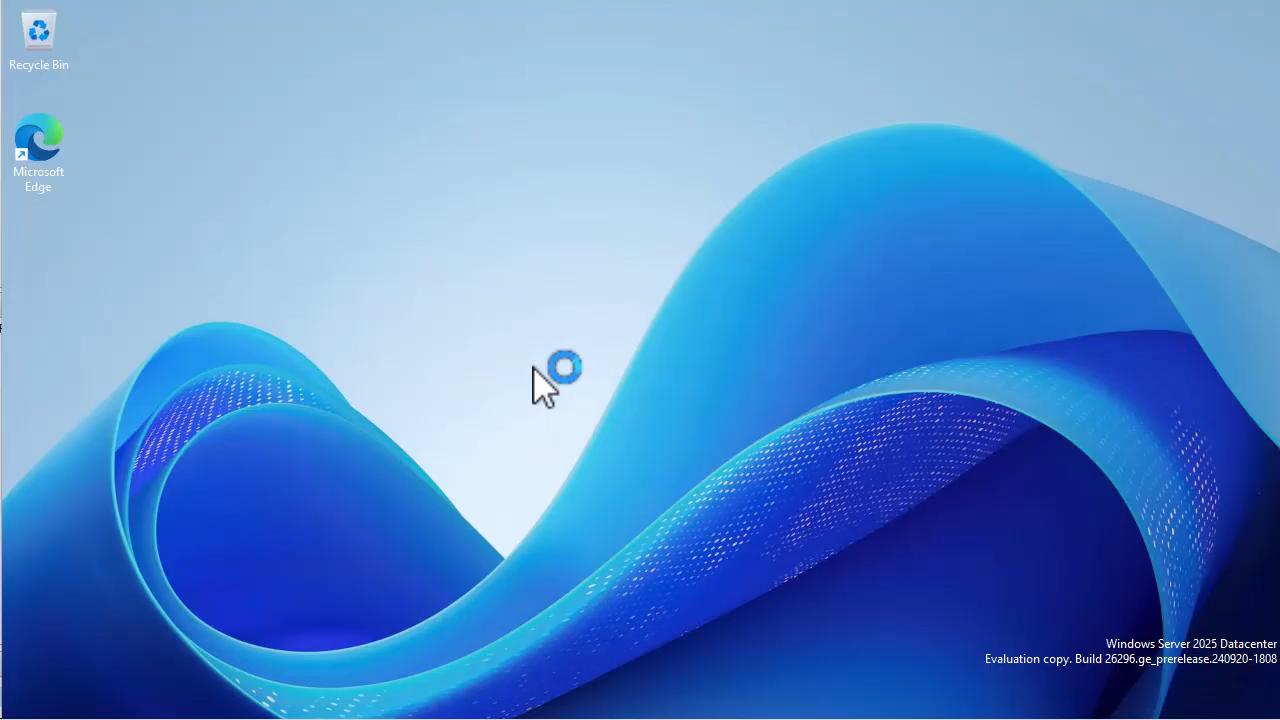 Recycle Bin
Microsoft
Edge
Windows Server 2025 Datacenter
Evaluation copy. Build 26296.ge_prerelease.240920-1808